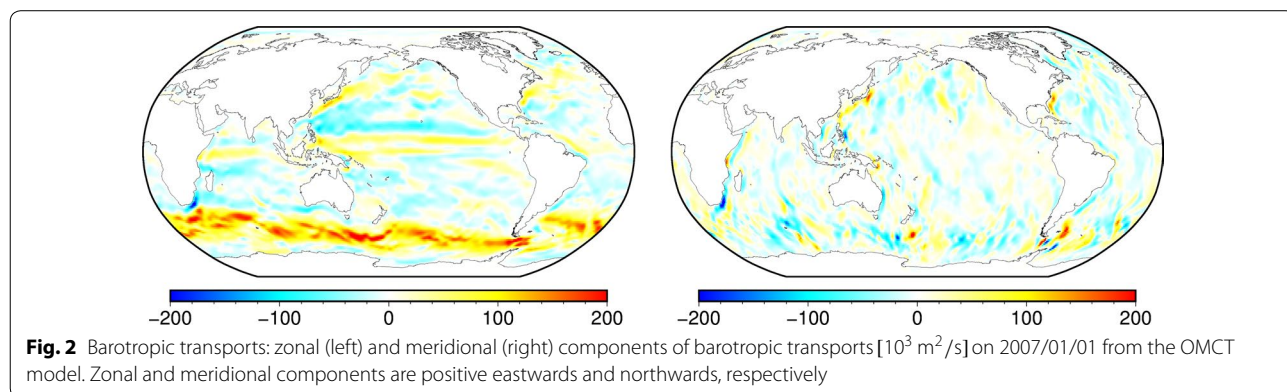 −200 −100 0 100 200
−200 −100 0 100 200
Fig. 2 Barotropic transports: zonal (left) and meridional (right) components of barotropic transports [10³ m²/s] on 2007/01/01 from the OMCT
model. Zonal and meridional components are positive eastwards and northwards, respectively